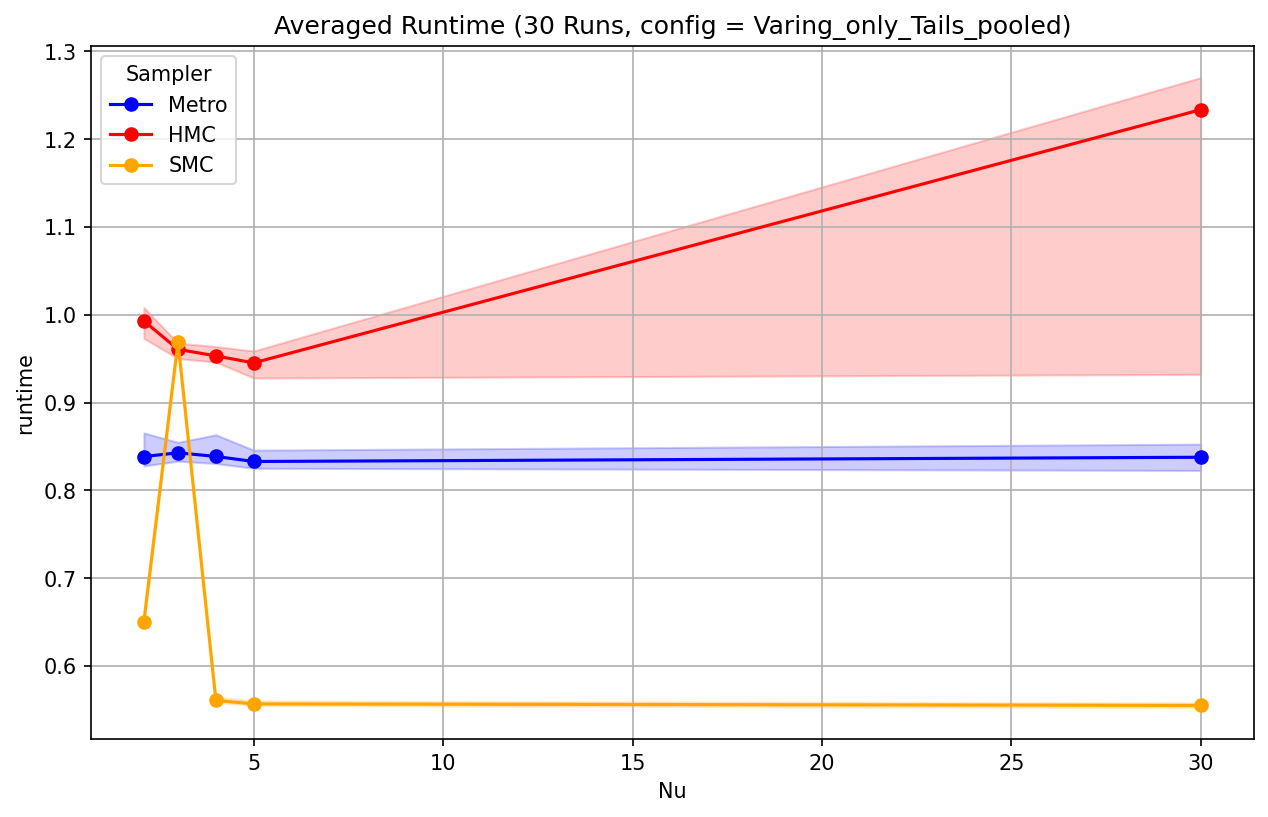 Averaged Runtime (30 Runs, config = Varing_only_Tails_pooled)
Sampler
Metro
HMC
SMC
runtime
1.3
1.2
1.1
1.0
0.9
0.8
0.7
0.6
5
10
15
20
25
30
Nu